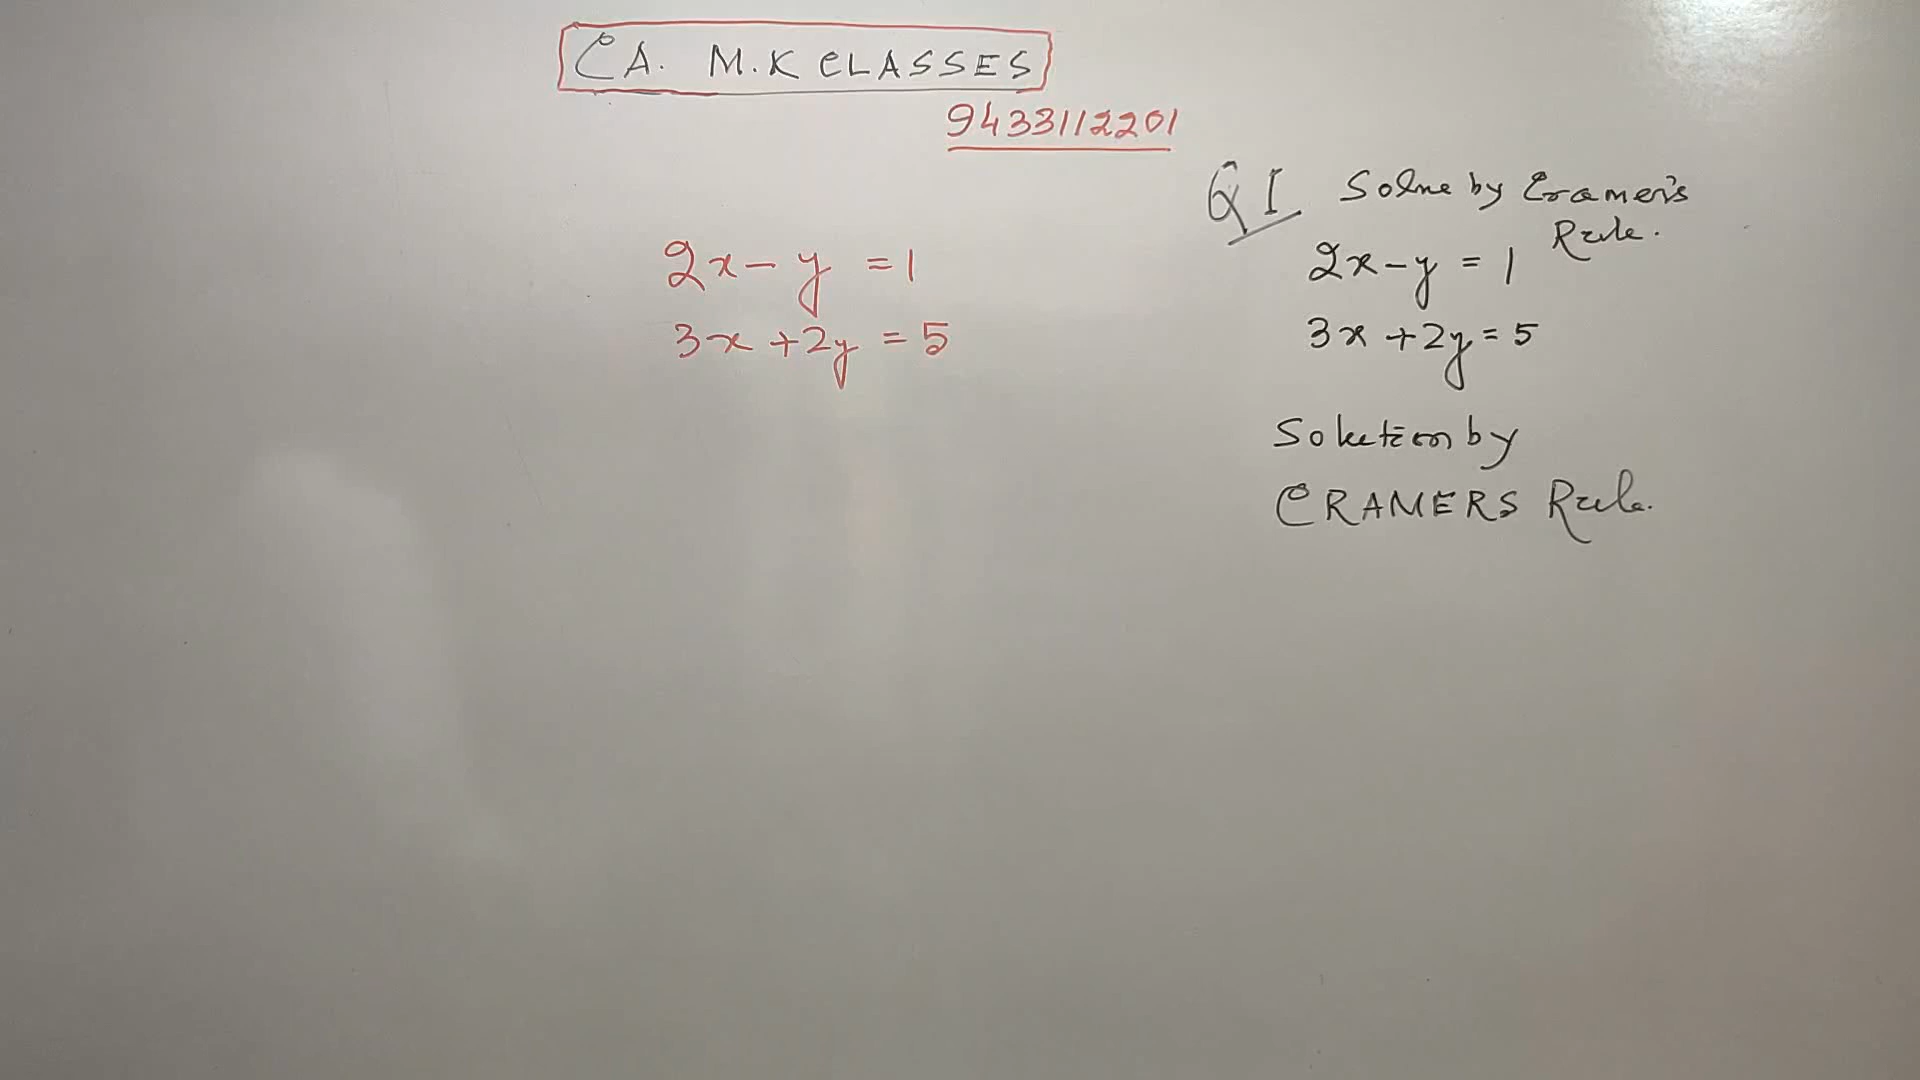 CA. M.K CLASSES
9433112201
Q1 Solve by Cramer's
Rule.
2x - y = 1
3x + 2y = 5
2x - y = 1
3x + 2y = 5
Solution by
CRAMERS Rule.